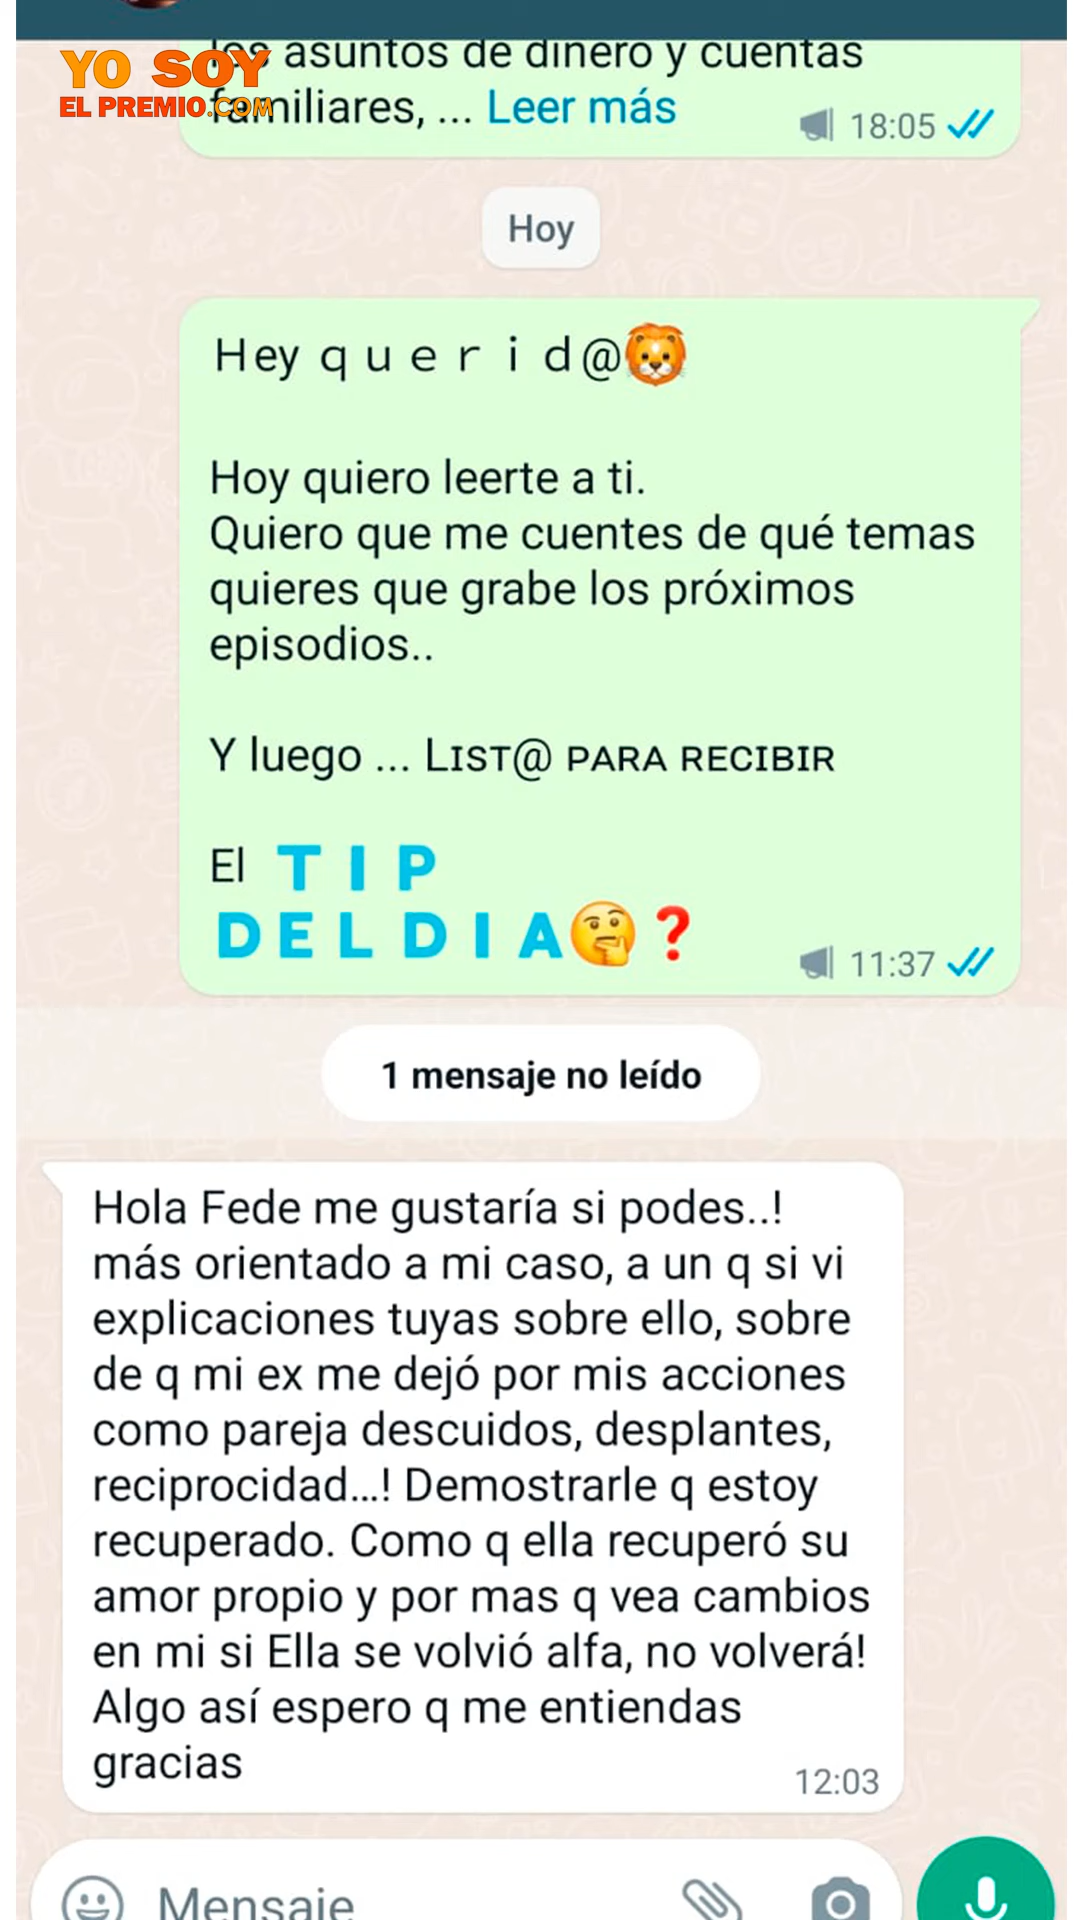 los asuntos de dinero y cuentas
YO SOY
EL PREMIO.COM
familiares, ... Leer más
18:05
Hoy
Hey q u e r i d@🦁
Hoy quiero leerte a ti.
Quiero que me cuentes de qué temas
quieres que grabe los próximos
episodios..
Y luego ... Lɪsᴛ@ ᴘᴀʀᴀ ʀᴇᴄɪʙɪʀ
El T I P
D E L D I A🤔❓
11:37
1 mensaje no leído
Hola Fede me gustaría si podes..!
más orientado a mi caso, a un q si vi
explicaciones tuyas sobre ello, sobre
de q mi ex me dejó por mis acciones
como pareja descuidos, desplantes,
reciprocidad...! Demostrarle q estoy
recuperado. Como q ella recuperó su
amor propio y por mas q vea cambios
en mi si Ella se volvió alfa, no volverá!
Algo así espero q me entiendas
gracias
12:03
Mensaje